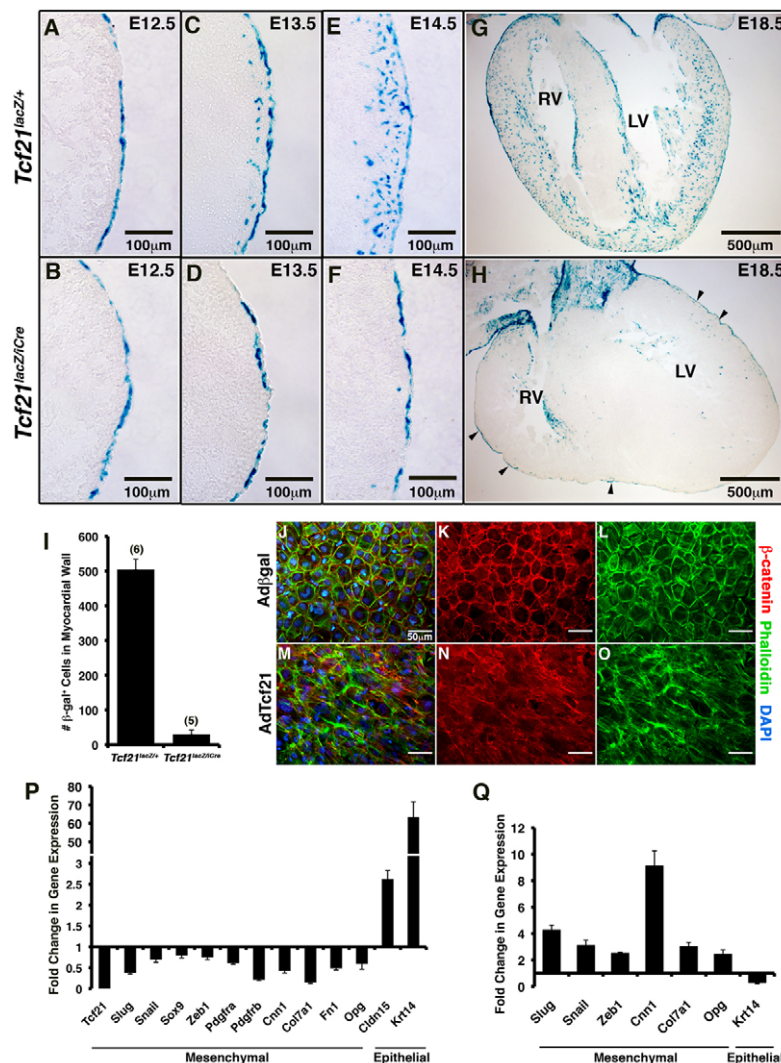 A E12.5
C E13.5
E E14.5
G E18.5
Tcf21lacZ/+
RV
LV
100μm
100μm
100μm
500μm
B E12.5
D E13.5
F E14.5
H E18.5
Tcf21lacZ/iCre
RV
LV
100μm
100μm
100μm
500μm
I
# β-gal+ Cells in Myocardial Wall
600
500
400
300
200
100
0
(6)
(5)
Tcf21lacZ/+
Tcf21lacZ/iCre
Adβgal
J
K
L
50μm
AdTcf21
M
N
O
β-catenin Phalloidin DAPI
P
Fold Change in Gene Expression
80
70
60
50
3
2.5
2
1.5
1
0.5
0
Tcf21
Slug
Snail
Sox9
Zeb1
Pdgfra
Pdgfrb
Cnn1
Col7a1
Fn1
Opg
Cldn15
Krt14
Mesenchymal
Epithelial
Q
Fold Change in Gene Expression
12
10
8
6
4
2
0
Slug
Snail
Zeb1
Cnn1
Col7a1
Opg
Krt14
Mesenchymal
Epithelial